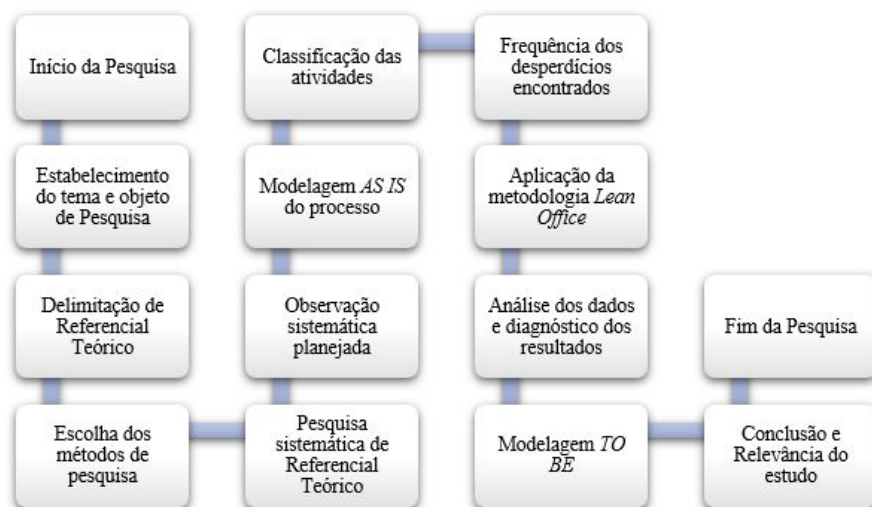 Início da Pesquisa
Estabelecimento
do tema e objeto
de Pesquisa
Delimitação de
Referencial
Teórico
Escolha dos
métodos de
pesquisa
Pesquisa
sistemática de
Referencial
Teórico
Observação
sistemática
planejada
Modelagem AS IS
do processo
Classificação das
atividades
Frequência dos
desperdícios
encontrados
Aplicação da
metodologia Lean
Office
Análise dos dados
e diagnóstico dos
resultados
Modelagem TO
BE
Conclusão e
Relevância do
estudo
Fim da Pesquisa